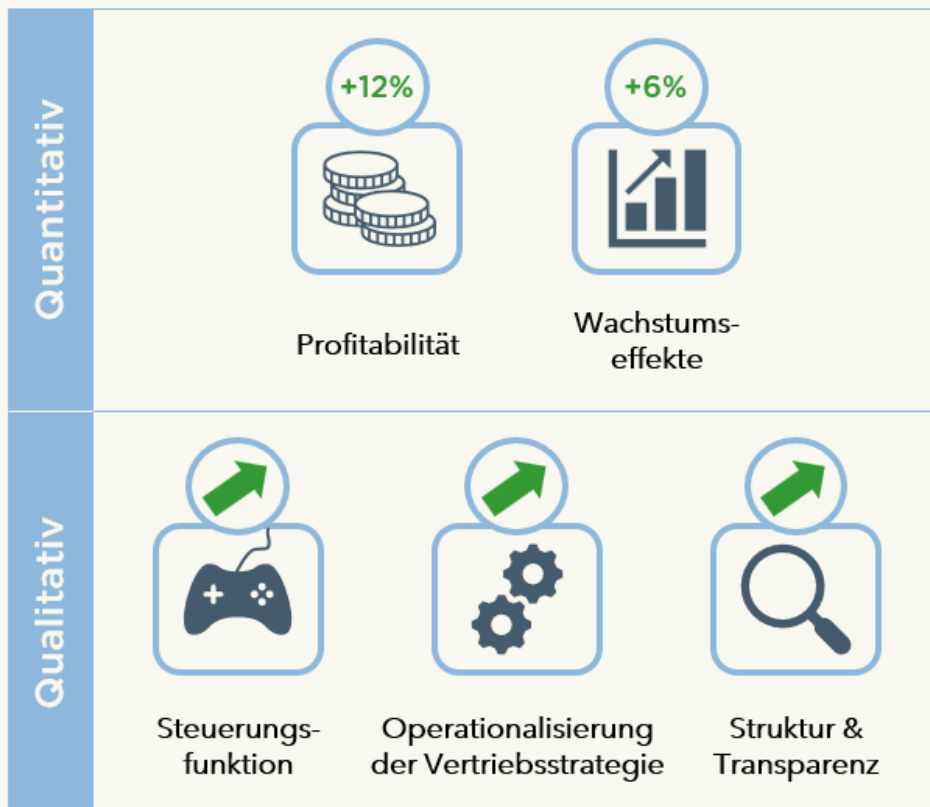 Quantitativ
+12%
+6%
Profitabilität
Wachstums-
effekte
Qualitativ
Steuerungs-
funktion
Operationalisierung
der Vertriebsstrategie
Struktur &
Transparenz